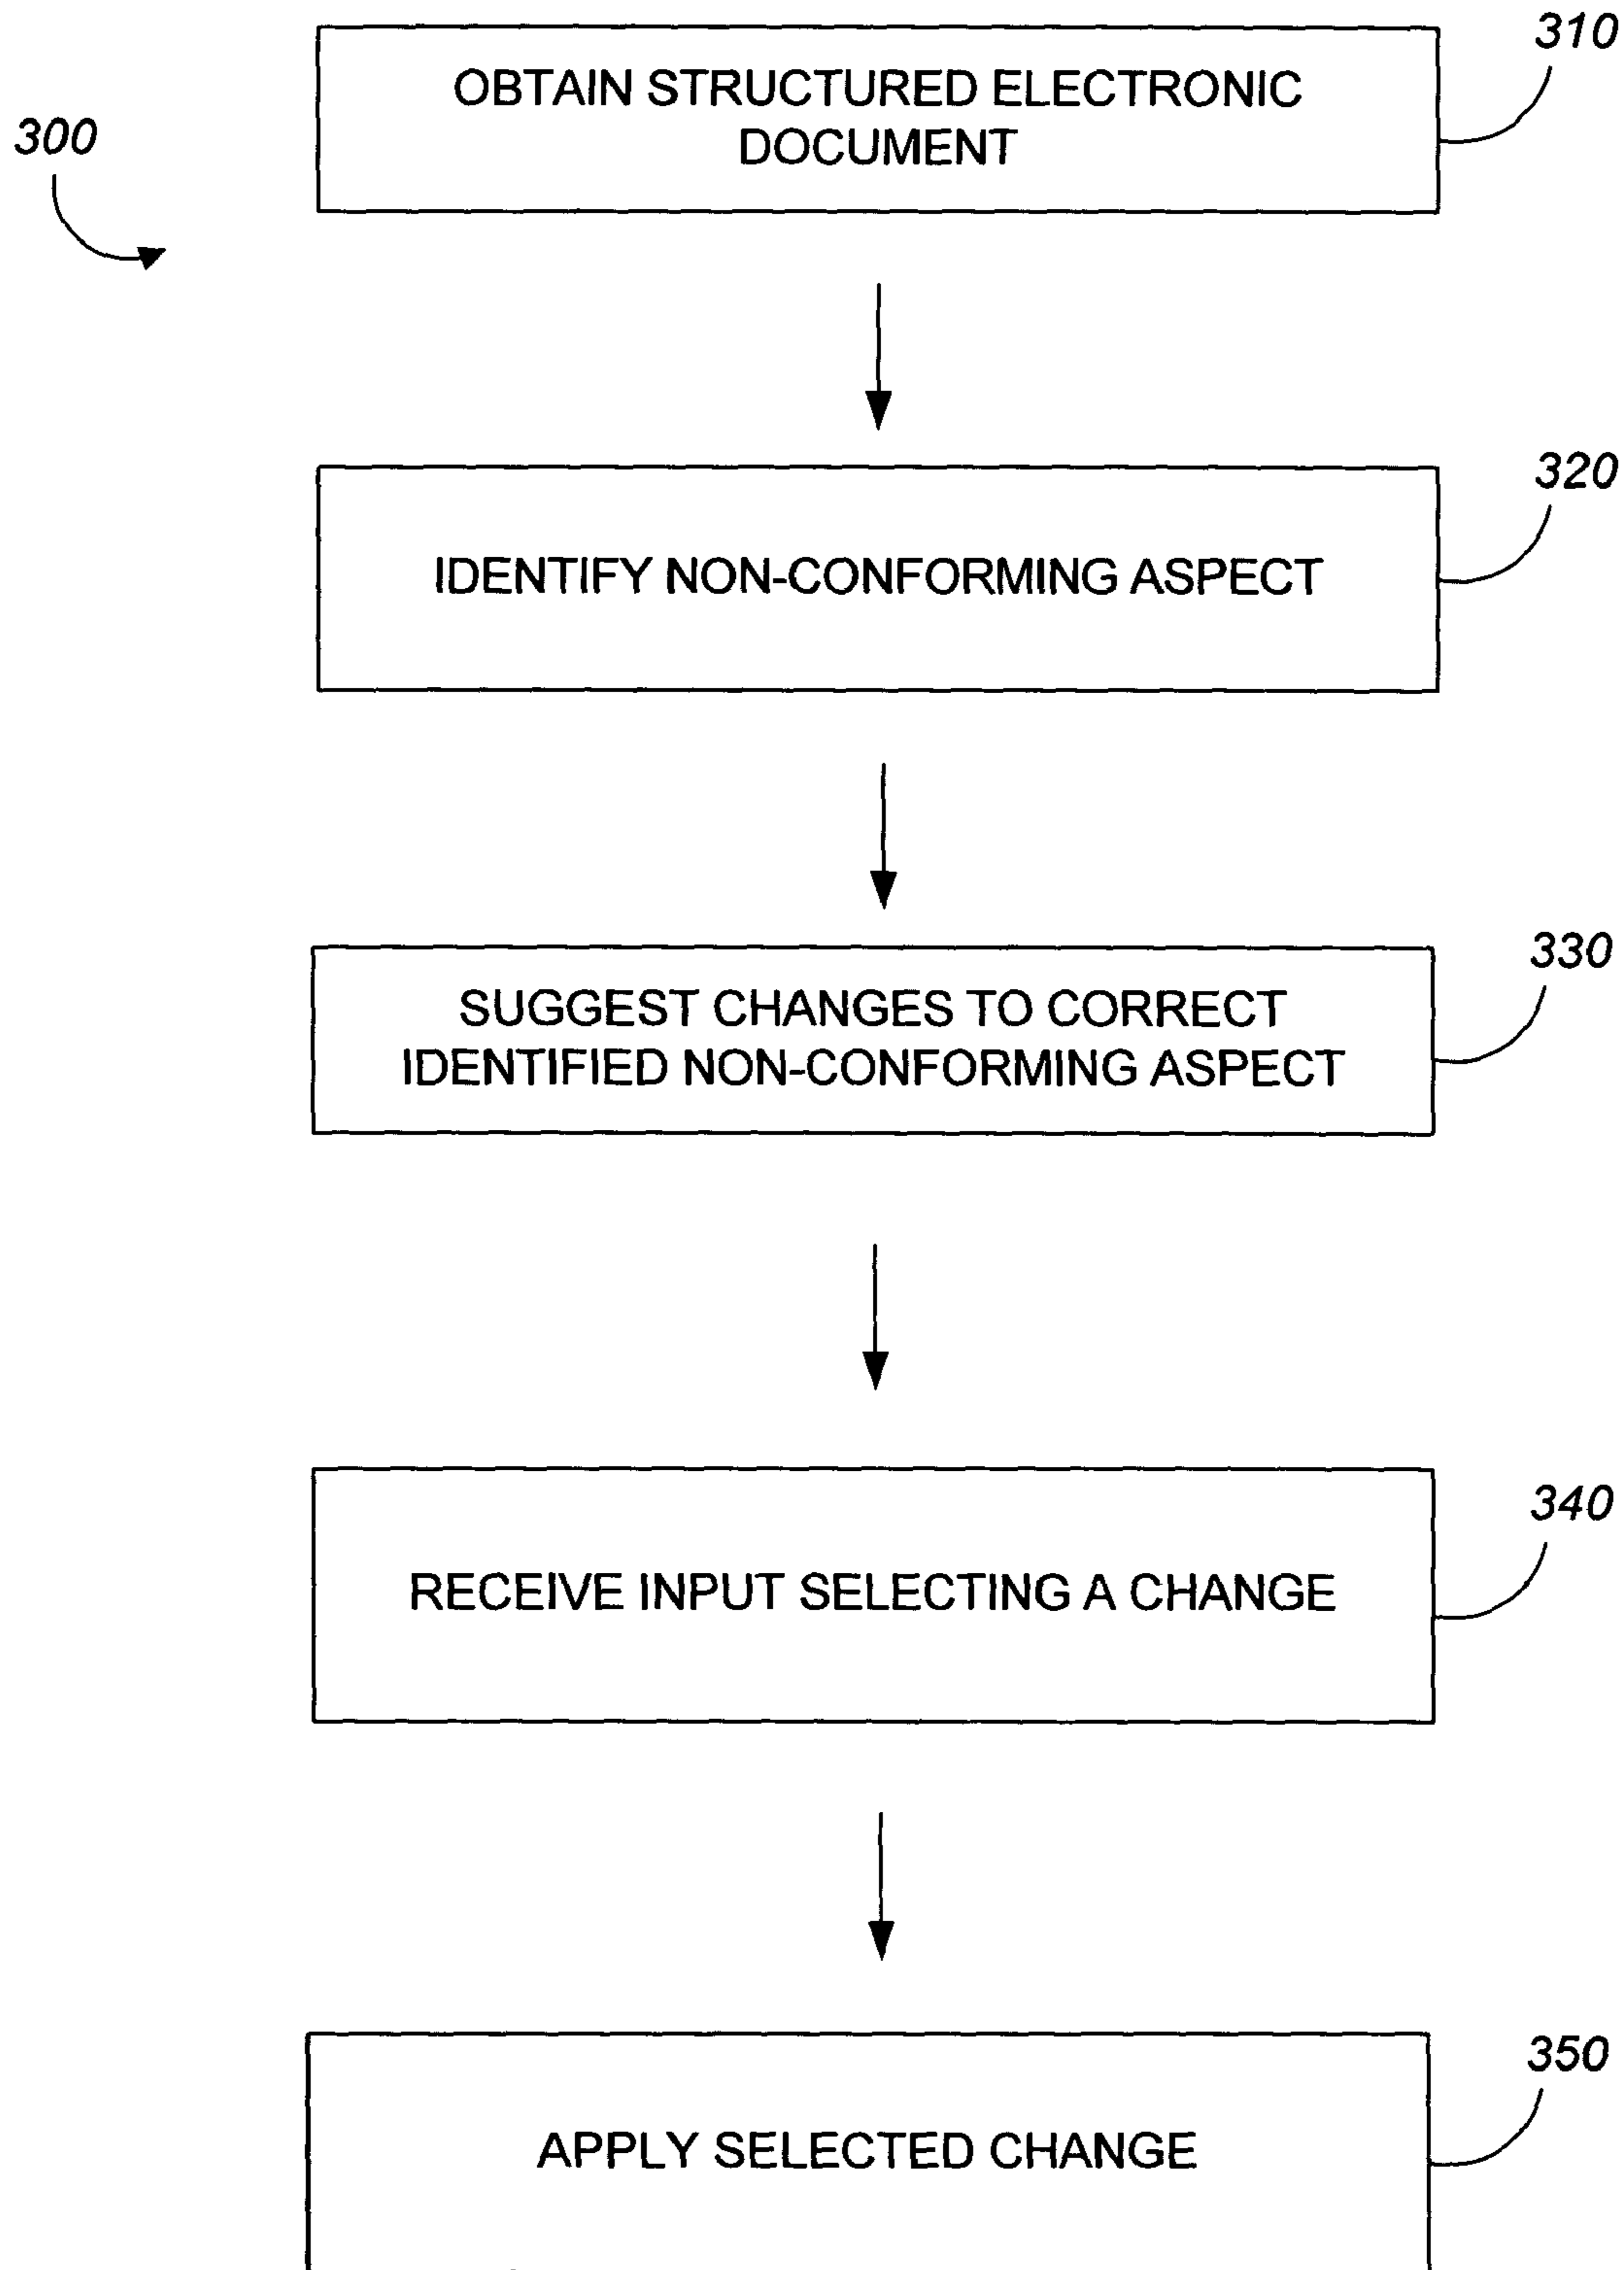 310
OBTAIN STRUCTURED ELECTRONIC
DOCUMENT
300
320
IDENTIFY NON-CONFORMING ASPECT
330
SUGGEST CHANGES TO CORRECT
IDENTIFIED NON-CONFORMING ASPECT
340
RECEIVE INPUT SELECTING A CHANGE
350
APPLY SELECTED CHANGE